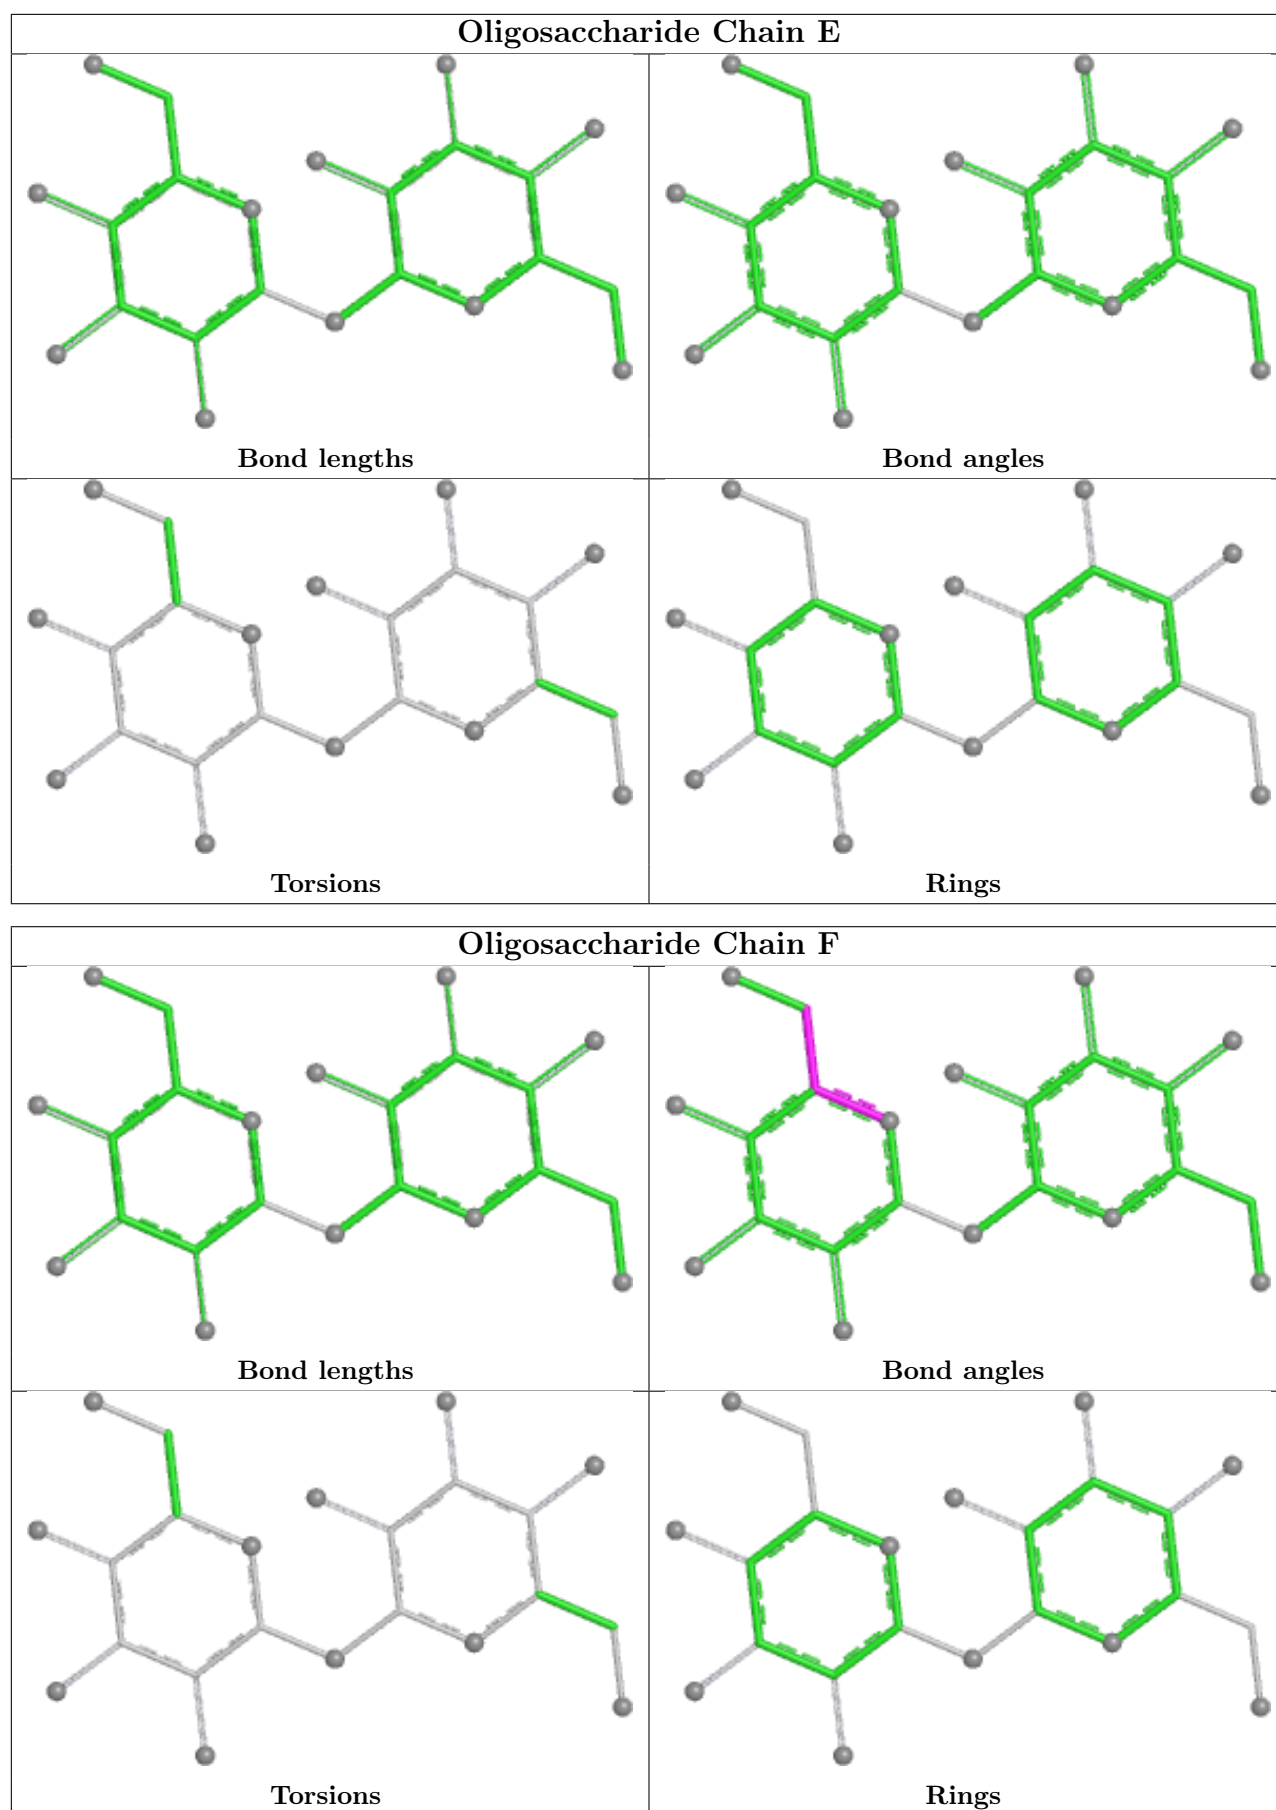 Oligosaccharide Chain E
Bond lengths
Bond angles
Torsions
Rings
Oligosaccharide Chain F
Bond lengths
Bond angles
Torsions
Rings